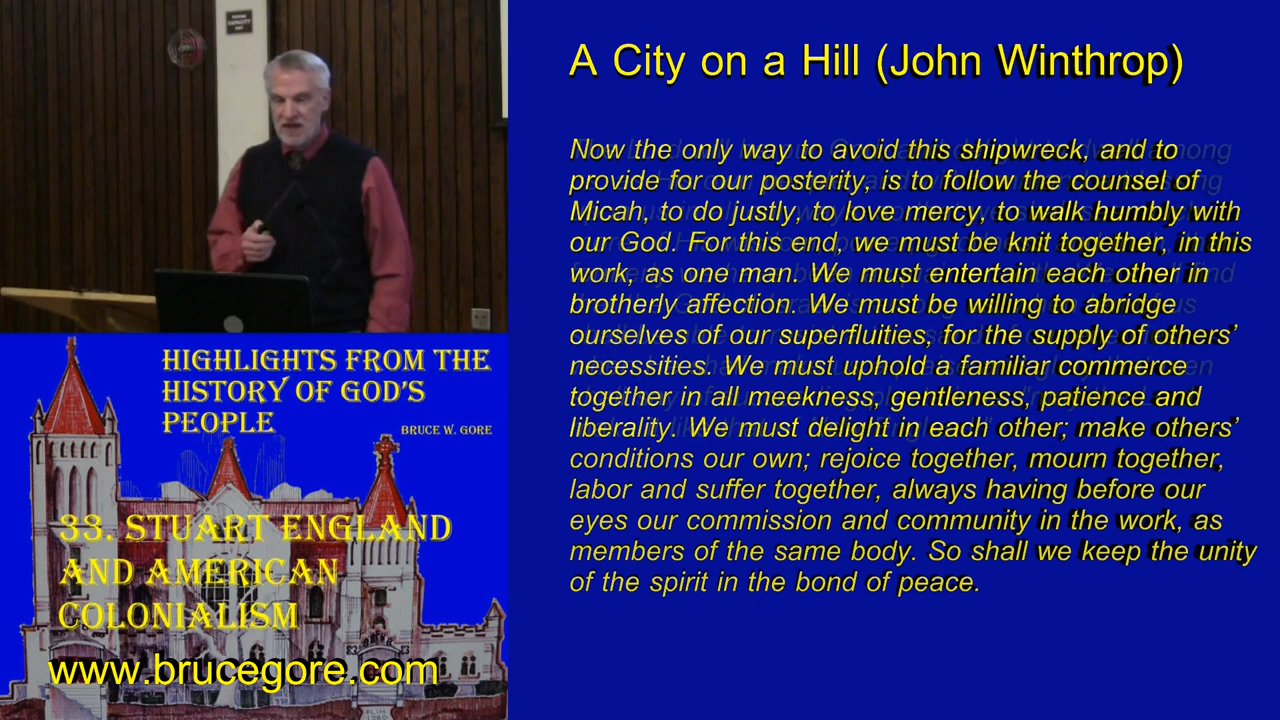 A City on a Hill (John Winthrop)
Now the only way to avoid this shipwreck, and to
provide for our posterity, is to follow the counsel of
Micah, to do justly, to love mercy, to walk humbly with
our God. For this end, we must be knit together, in this
work, as one man. We must entertain each other in
brotherly affection. We must be willing to abridge
ourselves of our superfluities, for the supply of others’
necessities. We must uphold a familiar commerce
together in all meekness, gentleness, patience and
liberality. We must delight in each other; make others’
conditions our own; rejoice together, mourn together,
labor and suffer together, always having before our
eyes our commission and community in the work, as
members of the same body. So shall we keep the unity
of the spirit in the bond of peace.
HIGHLIGHTS FROM THE
HISTORY OF GOD’S
PEOPLE
BRUCE W. GORE
33. STUART ENGLAND
AND AMERICAN
COLONIALISM
www.brucegore.com